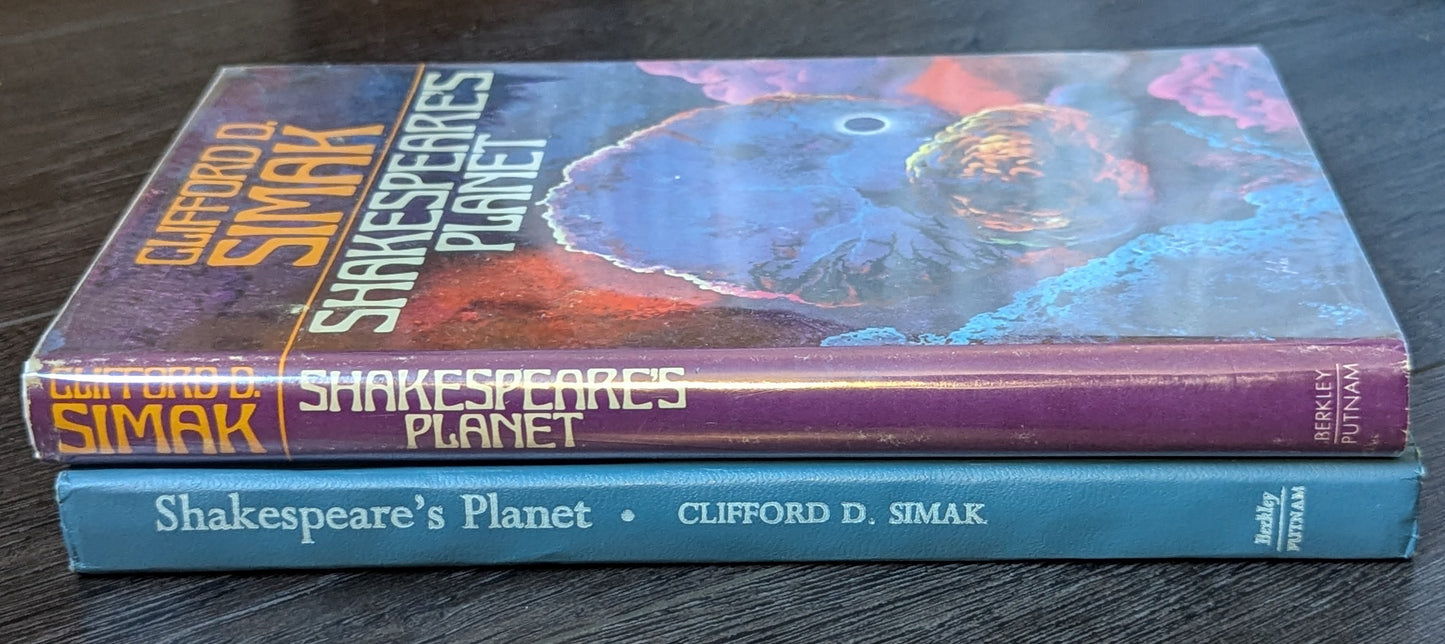 CLIFFORD D.
SIMAK
SHAKESPEARE'S
PLANET
CLIFFORD D.
SIMAK
SHAKESPEARE'S
PLANET
BERKLEY
PUTNAM
Shakespeare's Planet • CLIFFORD D. SIMAK
Berkley
PUTNAM